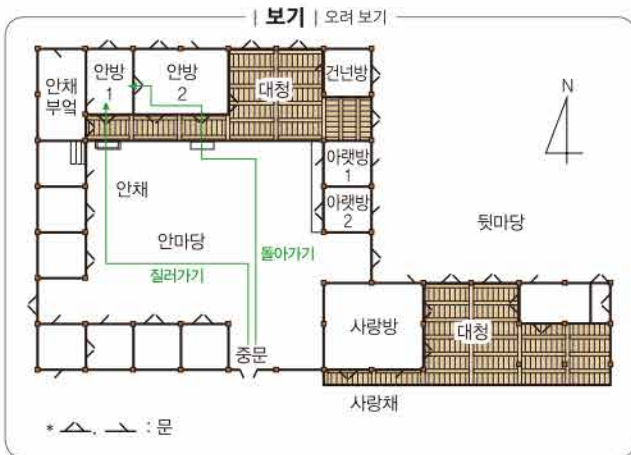 | 보기 | 오려 보기
안채
부엌
안방
1
안방
2
대청
건넌방
N
아랫방
1
아랫방
2
안채
안마당
뒷마당
질러가기
돌아가기
사랑방
대청
중문
사랑채
* , : 문